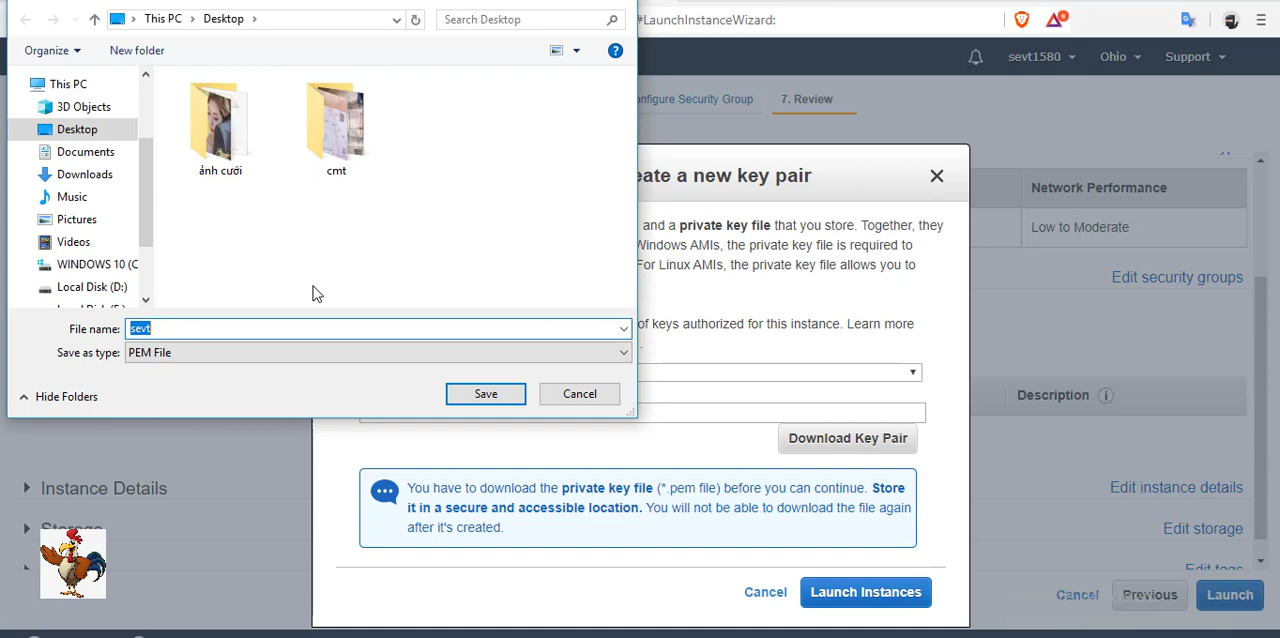 This PC
Desktop
Search Desktop
#LaunchInstanceWizard:
Organize
New folder
sevt1580
Ohio
Support
This PC
3D Objects
Desktop
Documents
Downloads
Music
Pictures
Videos
WINDOWS 10 (C
Local Disk (D:)
ảnh cưới
cmt
File name:
sevt
Save as type:
PEM File
Hide Folders
Save
Cancel
onfigure Security Group
7. Review
eate a new key pair
and a private key file that you store. Together, they
Windows AMIs, the private key file is required to
For Linux AMIs, the private key file allows you to
of keys authorized for this instance. Learn more
Download Key Pair
You have to download the private key file (*.pem file) before you can continue. Store
it in a secure and accessible location. You will not be able to download the file again
after it's created.
Cancel
Launch Instances
Network Performance
Low to Moderate
Edit security groups
Description
Instance Details
Edit instance details
Storage
Edit storage
Edit tags
Cancel
Previous
Launch